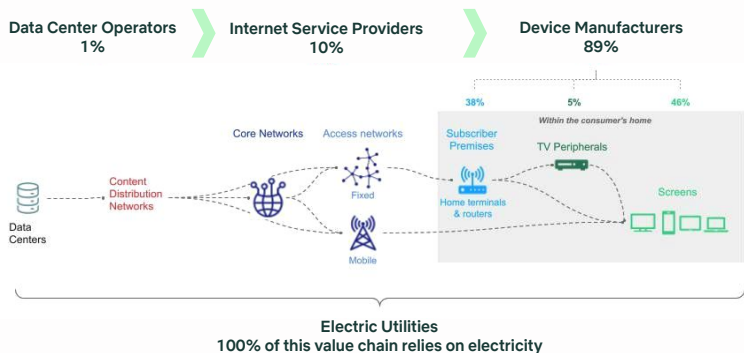 Data Center Operators
1%
Internet Service Providers
10%
Device Manufacturers
89%
38%
5%
46%
Within the consumer's home
Core Networks
Access networks
Subscriber
Premises
TV Peripherals
Content
Distribution
Networks
Fixed
Home terminals
& routers
Screens
Data
Centers
Mobile
Electric Utilities
100% of this value chain relies on electricity